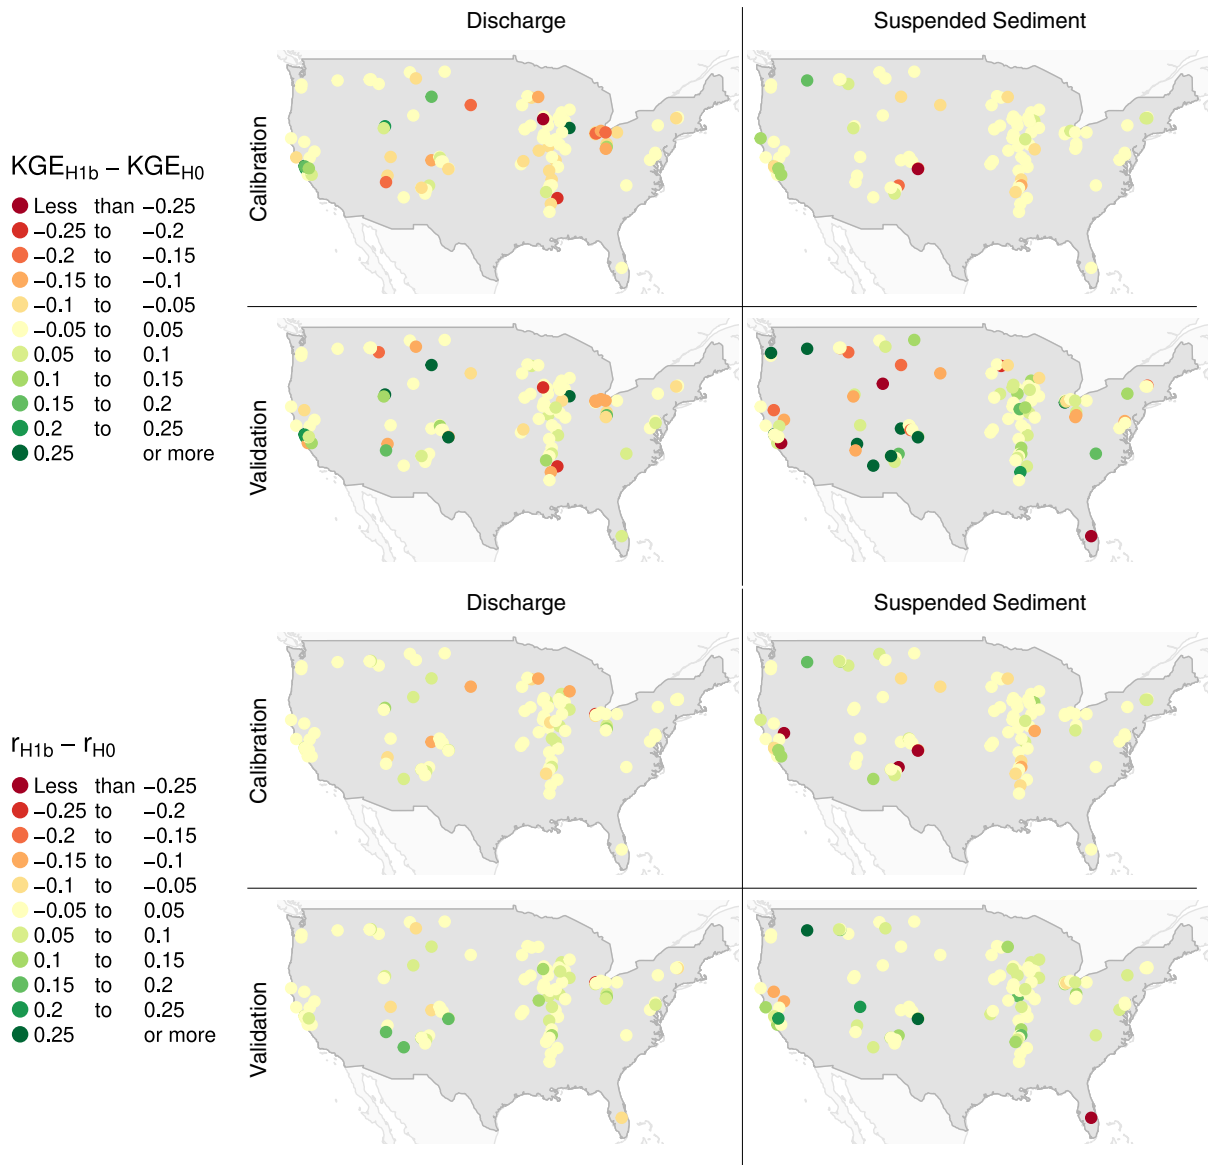 Discharge
Suspended Sediment
Calibration
KGE_H1b − KGE_H0
Less than −0.25
−0.25 to −0.2
−0.2 to −0.15
−0.15 to −0.1
−0.1 to −0.05
−0.05 to 0.05
0.05 to 0.1
0.1 to 0.15
0.15 to 0.2
0.2 to 0.25
0.25 or more
Validation
Discharge
Suspended Sediment
Calibration
r_H1b − r_H0
Less than −0.25
−0.25 to −0.2
−0.2 to −0.15
−0.15 to −0.1
−0.1 to −0.05
−0.05 to 0.05
0.05 to 0.1
0.1 to 0.15
0.15 to 0.2
0.2 to 0.25
0.25 or more
Validation